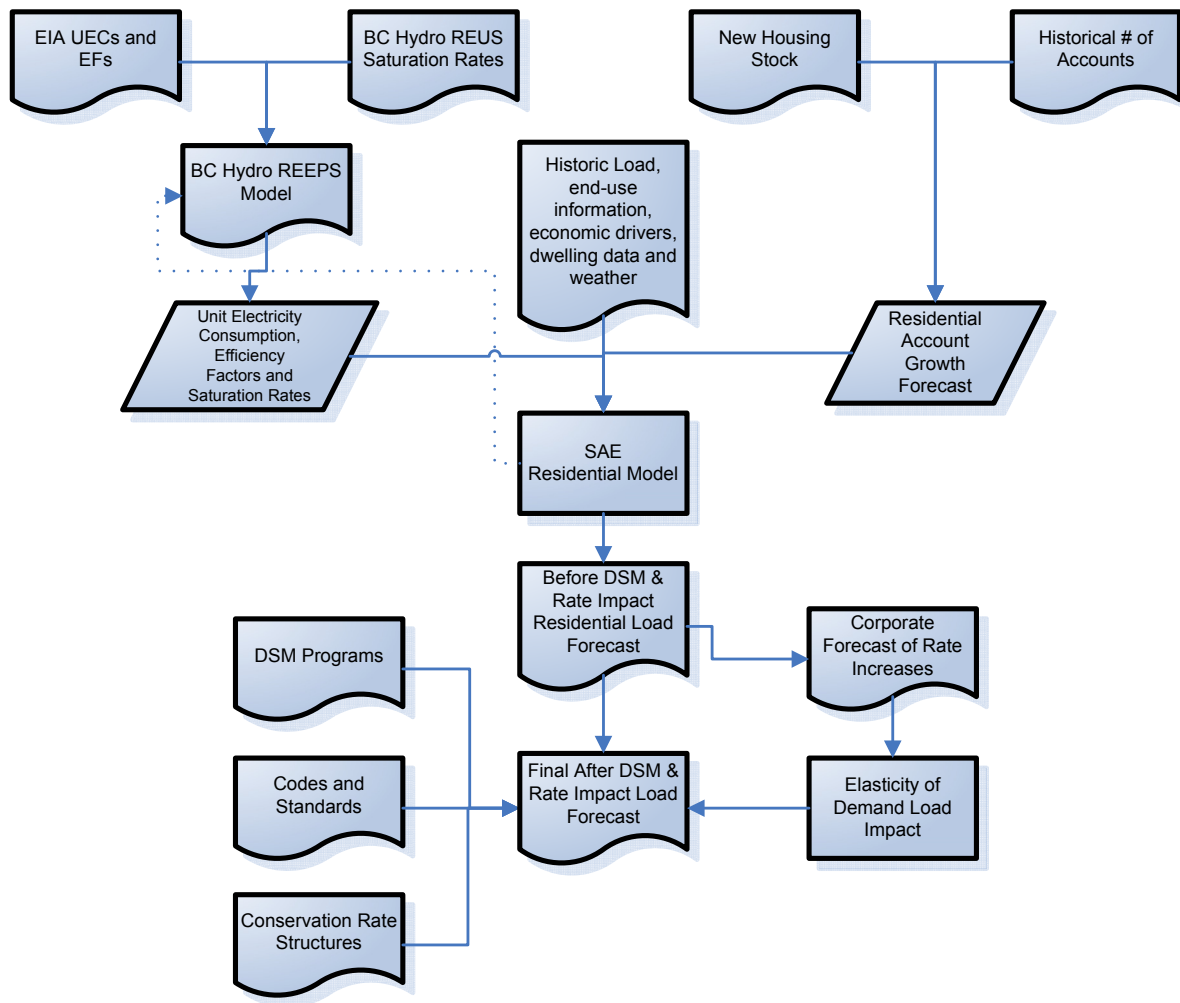 EIA UECs and
EFs
BC Hydro REUS
Saturation Rates
New Housing
Stock
Historical # of
Accounts
BC Hydro REEPS
Model
Historic Load,
end-use
information,
economic drivers,
dwelling data and
weather
Unit Electricity
Consumption,
Efficiency
Factors and
Saturation Rates
Residential
Account
Growth
Forecast
SAE
Residential Model
Before DSM &
Rate Impact
Residential Load
Forecast
Corporate
Forecast of Rate
Increases
DSM Programs
Codes and
Standards
Final After DSM &
Rate Impact Load
Forecast
Elasticity of
Demand Load
Impact
Conservation Rate
Structures